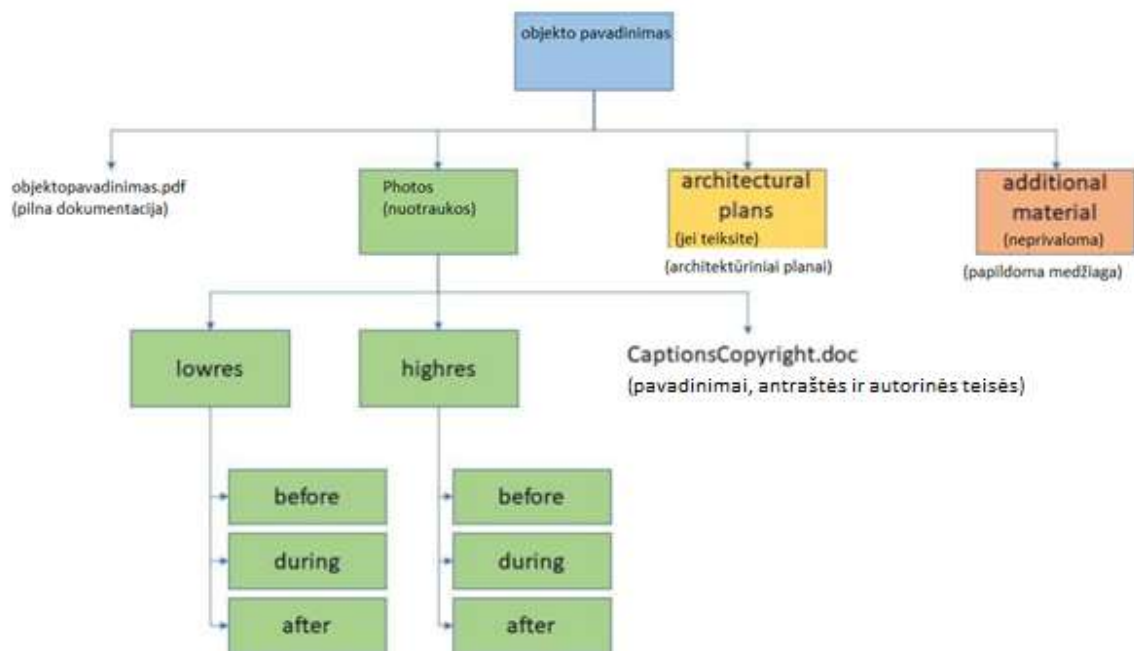 objekto pavadinimas
objektopavadinimas.pdf
(pilna dokumentacija)
Photos
(nuotraukos)
architectural
plans
(jei teiksite)
(architektūriniai planai)
additional
material
(neprivaloma)
(papildoma medžiaga)
lowres
highres
CaptionsCopyright.doc
(pavadinimai, antraštės ir autorinės teisės)
before
before
during
during
after
after